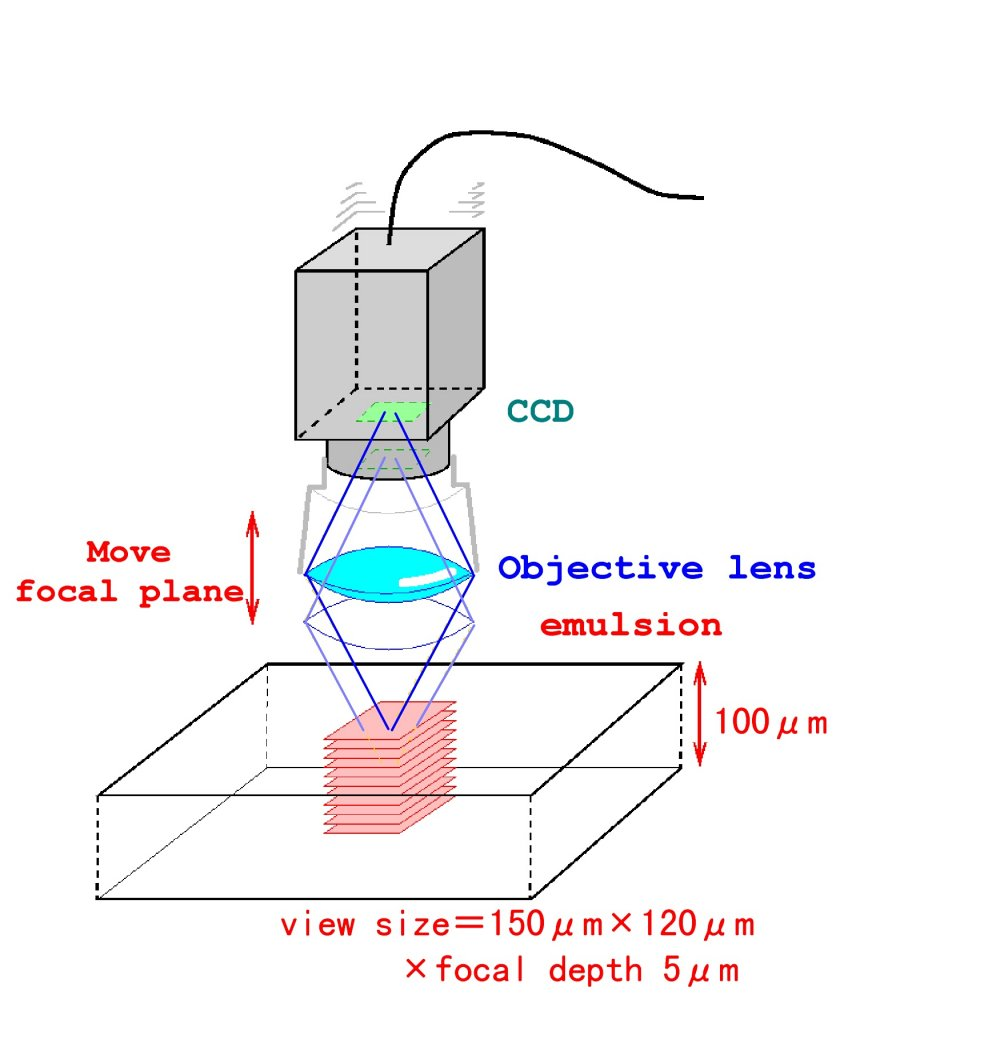 CCD
Move
focal plane
Objective lens
emulsion
100μm
view size=150μm×120μm
×focal depth 5μm